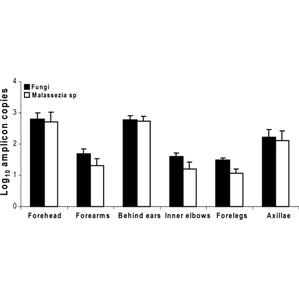 4
Fungi
Malassezia sp
3
2
1
0
Log10 amplicon copies
Forehead Forearms Behind ears Inner elbows Forelegs Axillae